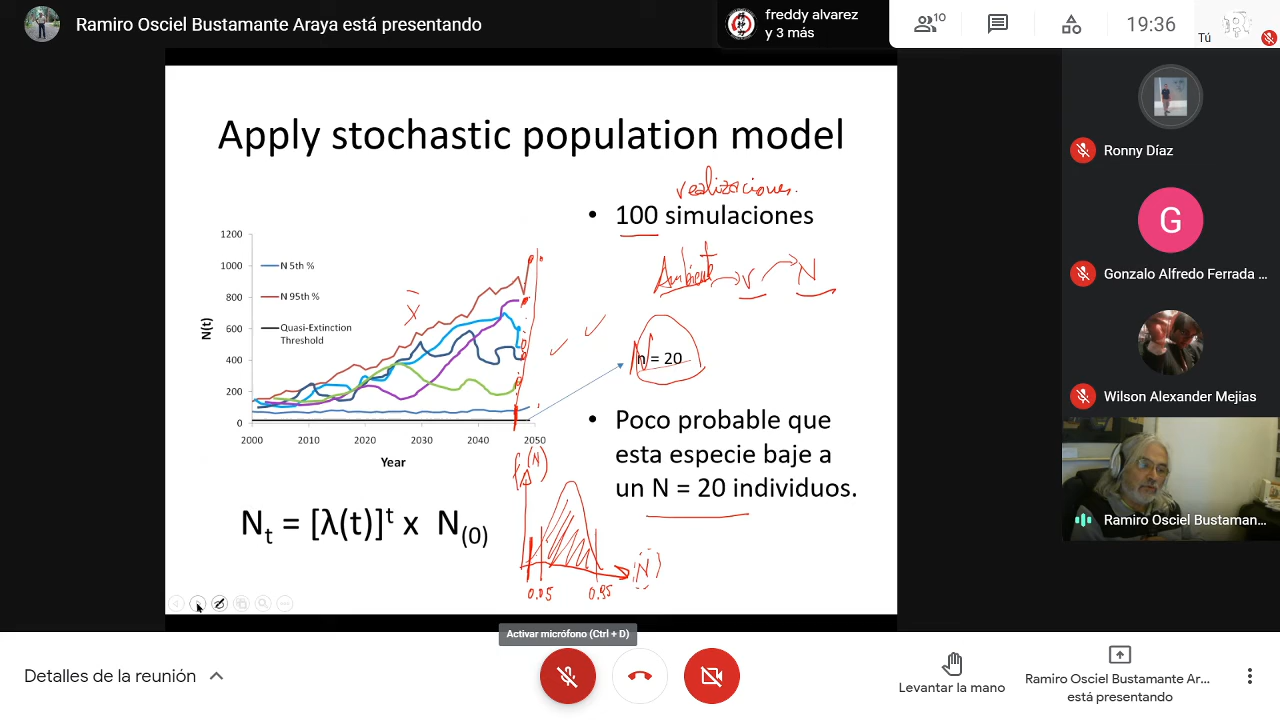 Ramiro Osciel Bustamante Araya está presentando
freddy alvarez
y 3 más
10
19:36
Tú
Apply stochastic population model
realizaciones.
100 simulaciones
Ambient → r → N
1200
1000
800
600
400
200
0
N(t)
N 5th %
N 95th %
Quasi-Extinction
Threshold
x̄
2000 2010 2020 2030 2040 2050
Year
n = 20
Poco probable que
esta especie baje a
un N = 20 individuos.
f(N)
N
0.05 0.95
Nt = [λ(t)]^t x N(0)
Ronny Díaz
G
Gonzalo Alfredo Ferrada ...
Wilson Alexander Mejias
Ramiro Osciel Bustaman...
Activar micrófono (Ctrl + D)
Detalles de la reunión
Levantar la mano
Ramiro Osciel Bustamante Ar...
está presentando